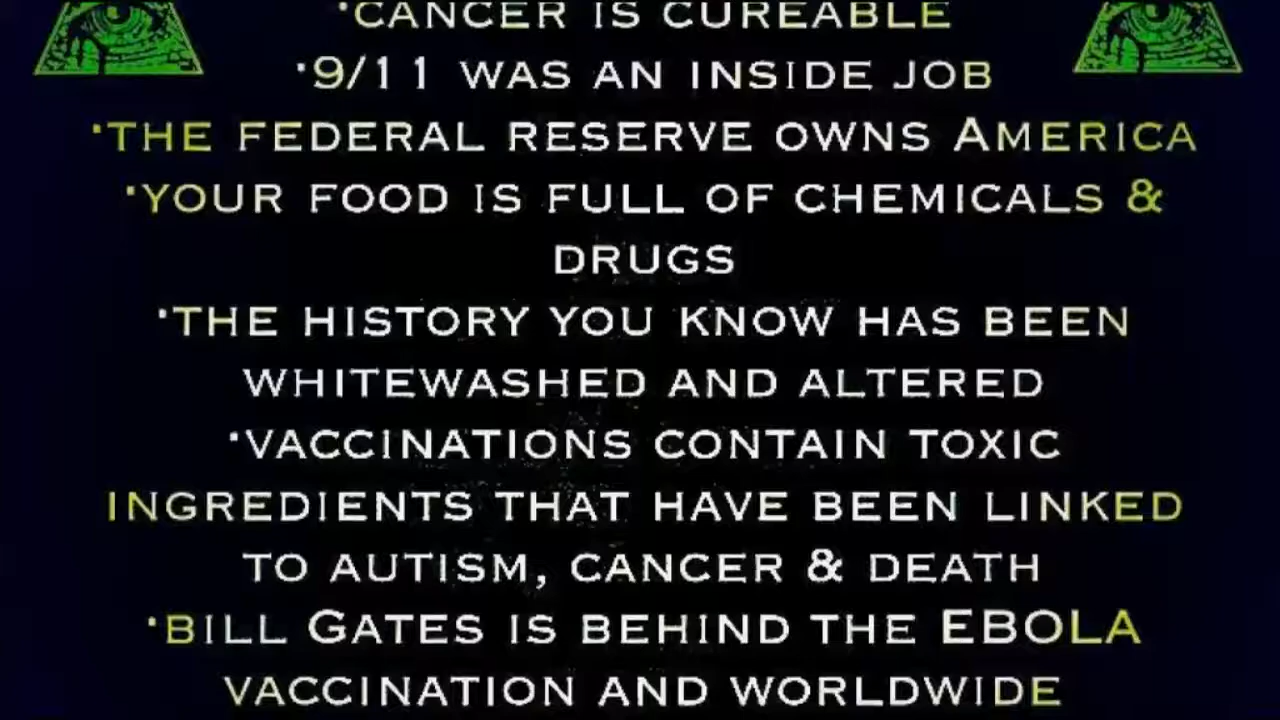 ·CANCER IS CUREABLE
·9/11 WAS AN INSIDE JOB
·THE FEDERAL RESERVE OWNS AMERICA
·YOUR FOOD IS FULL OF CHEMICALS &
DRUGS
·THE HISTORY YOU KNOW HAS BEEN
WHITEWASHED AND ALTERED
·VACCINATIONS CONTAIN TOXIC
INGREDIENTS THAT HAVE BEEN LINKED
TO AUTISM, CANCER & DEATH
·BILL GATES IS BEHIND THE EBOLA
VACCINATION AND WORLDWIDE